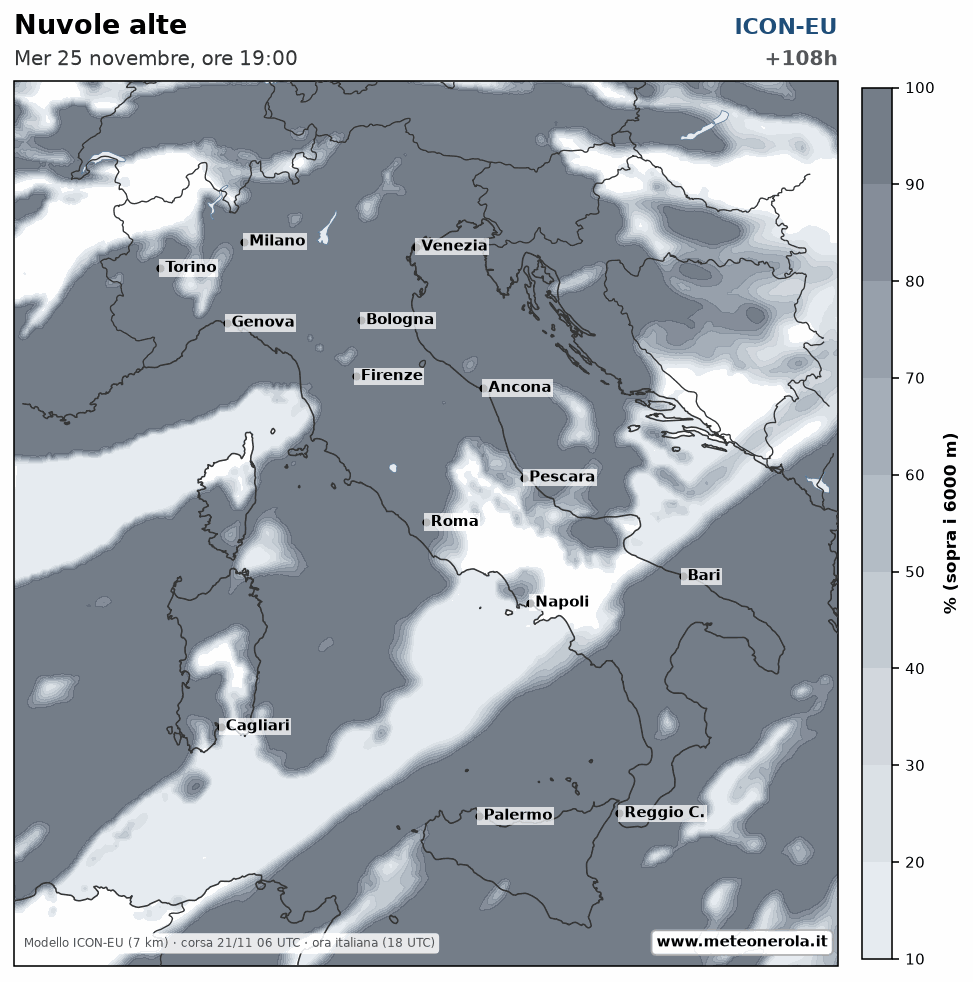 Nuvole alte
ICON-EU
Mer 25 novembre, ore 19:00
+108h
100
90
80
70
60
50
40
30
20
10
% (sopra i 6000 m)
Milano
Venezia
Torino
Genova
Bologna
Firenze
Ancona
Pescara
Roma
Bari
Napoli
Cagliari
Palermo
Reggio C.
Modello ICON-EU (7 km) · corsa 21/11 06 UTC · ora italiana (18 UTC)
www.meteonerola.it